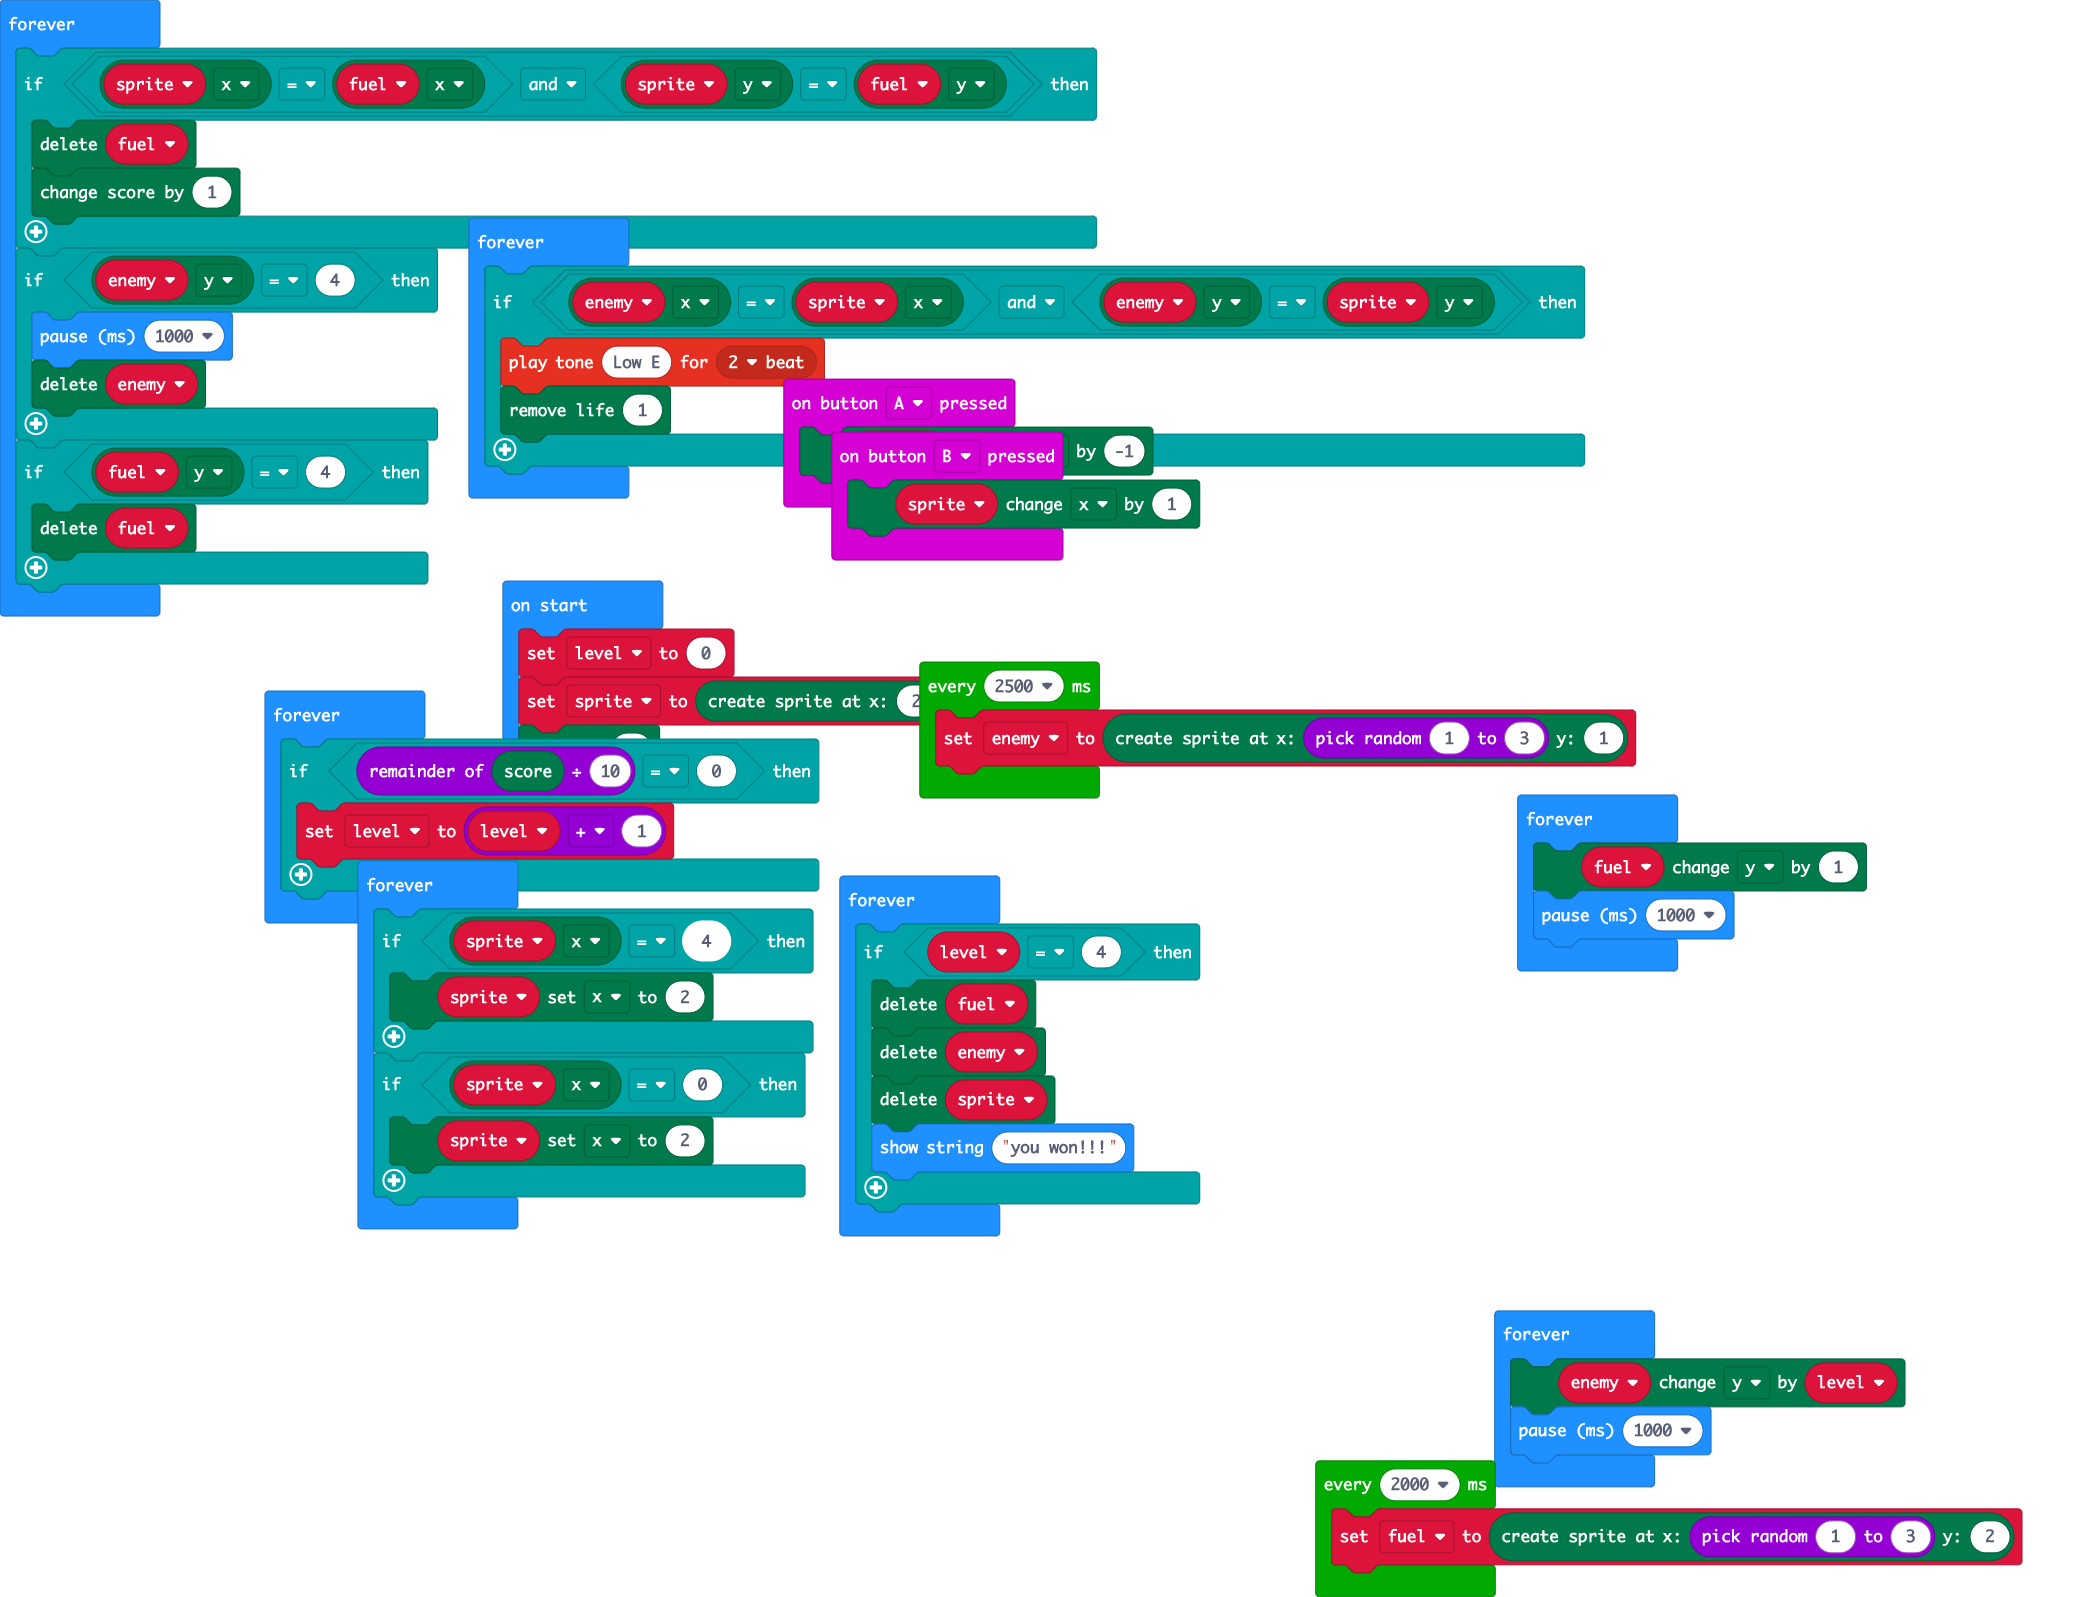 forever
if sprite x = fuel x and sprite y = fuel y then
delete fuel
change score by 1
if enemy y = 4 then
pause (ms) 1000
delete enemy
if fuel y = 4 then
delete fuel
forever
if enemy x = sprite x and enemy y = sprite y then
play tone Low E for 2 beat
remove life 1
on button A pressed
by -1
on button B pressed
sprite change x by 1
on start
set level to 0
set sprite to create sprite at x: 2
every 2500 ms
set enemy to create sprite at x: pick random 1 to 3 y: 1
forever
if remainder of score ÷ 10 = 0 then
set level to level + 1
forever
if sprite x = 4 then
sprite set x to 2
if sprite x = 0 then
sprite set x to 2
forever
if level = 4 then
delete fuel
delete enemy
delete sprite
show string "you won!!!"
forever
fuel change y by 1
pause (ms) 1000
forever
enemy change y by level
pause (ms) 1000
every 2000 ms
set fuel to create sprite at x: pick random 1 to 3 y: 2